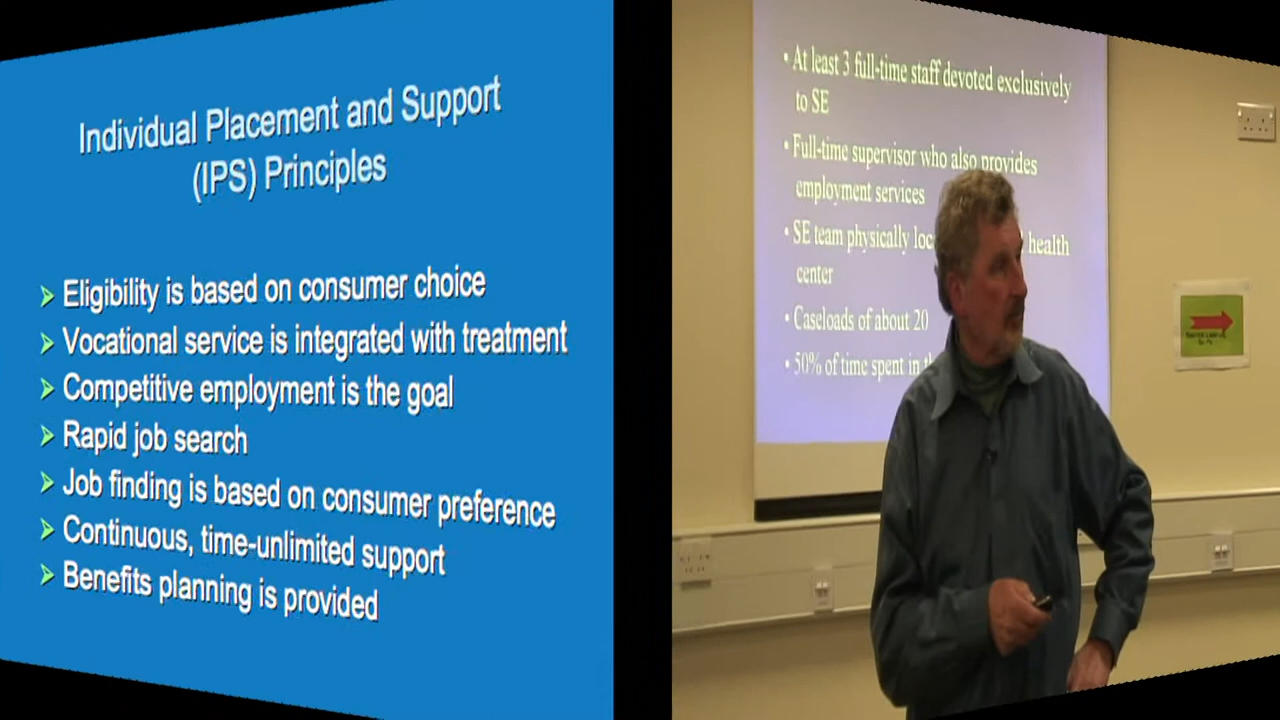 Individual Placement and Support
(IPS) Principles
Eligibility is based on consumer choice
Vocational service is integrated with treatment
Competitive employment is the goal
Rapid job search
Job finding is based on consumer preference
Continuous, time-unlimited support
Benefits planning is provided
• At least 3 full-time staff devoted exclusively
to SE
• Full-time supervisor who also provides
employment services
• SE team physically health
center
• Caseloads of about 20
• 50% of time spent in